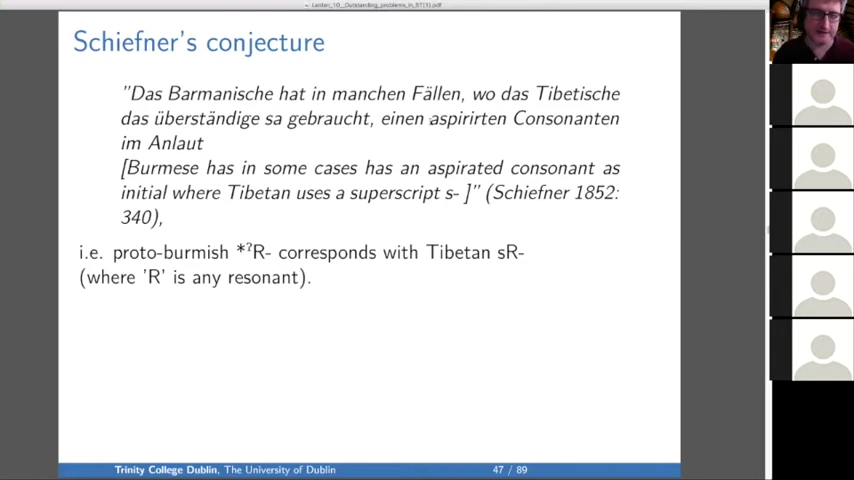 Leiden_10__Outstanding_problems_in_ST(1).pdf
Schiefner's conjecture
"Das Barmanische hat in manchen Fällen, wo das Tibetische
das überständige sa gebraucht, einen aspirirten Consonanten
im Anlaut
[Burmese has in some cases has an aspirated consonant as
initial where Tibetan uses a superscript s- ]" (Schiefner 1852:
340),
i.e. proto-burmish *ˀR- corresponds with Tibetan sR-
(where 'R' is any resonant).
Trinity College Dublin, The University of Dublin
47 / 89